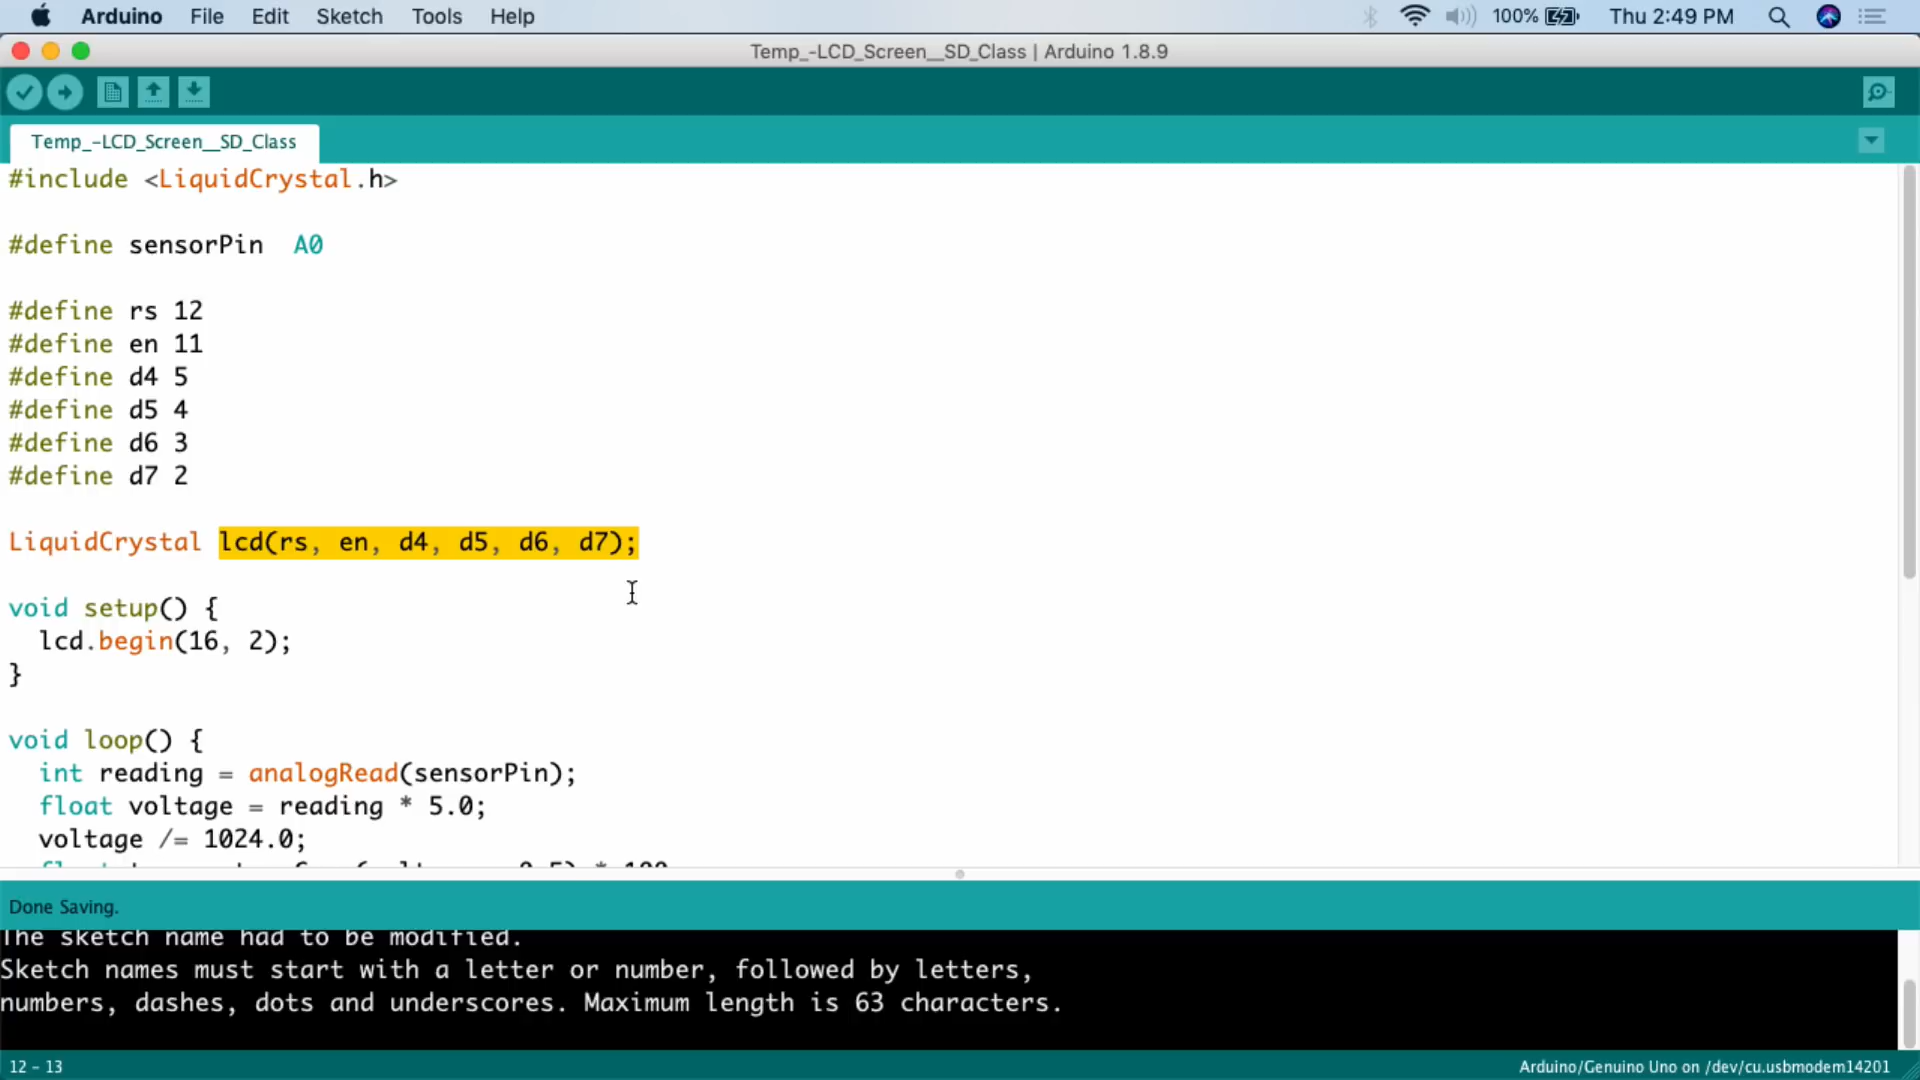 Arduino File Edit Sketch Tools Help 100% Thu 2:49 PM
Temp_-LCD_Screen__SD_Class | Arduino 1.8.9
Temp_-LCD_Screen__SD_Class
#include <LiquidCrystal.h>
#define sensorPin  A0
#define rs 12
#define en 11
#define d4 5
#define d5 4
#define d6 3
#define d7 2
LiquidCrystal lcd(rs, en, d4, d5, d6, d7);
void setup() {
  lcd.begin(16, 2);
}
void loop() {
  int reading = analogRead(sensorPin);
  float voltage = reading * 5.0;
  voltage /= 1024.0;
Done Saving.
The sketch name had to be modified.
Sketch names must start with a letter or number, followed by letters,
numbers, dashes, dots and underscores. Maximum length is 63 characters.
12 - 13
Arduino/Genuino Uno on /dev/cu.usbmodem14201